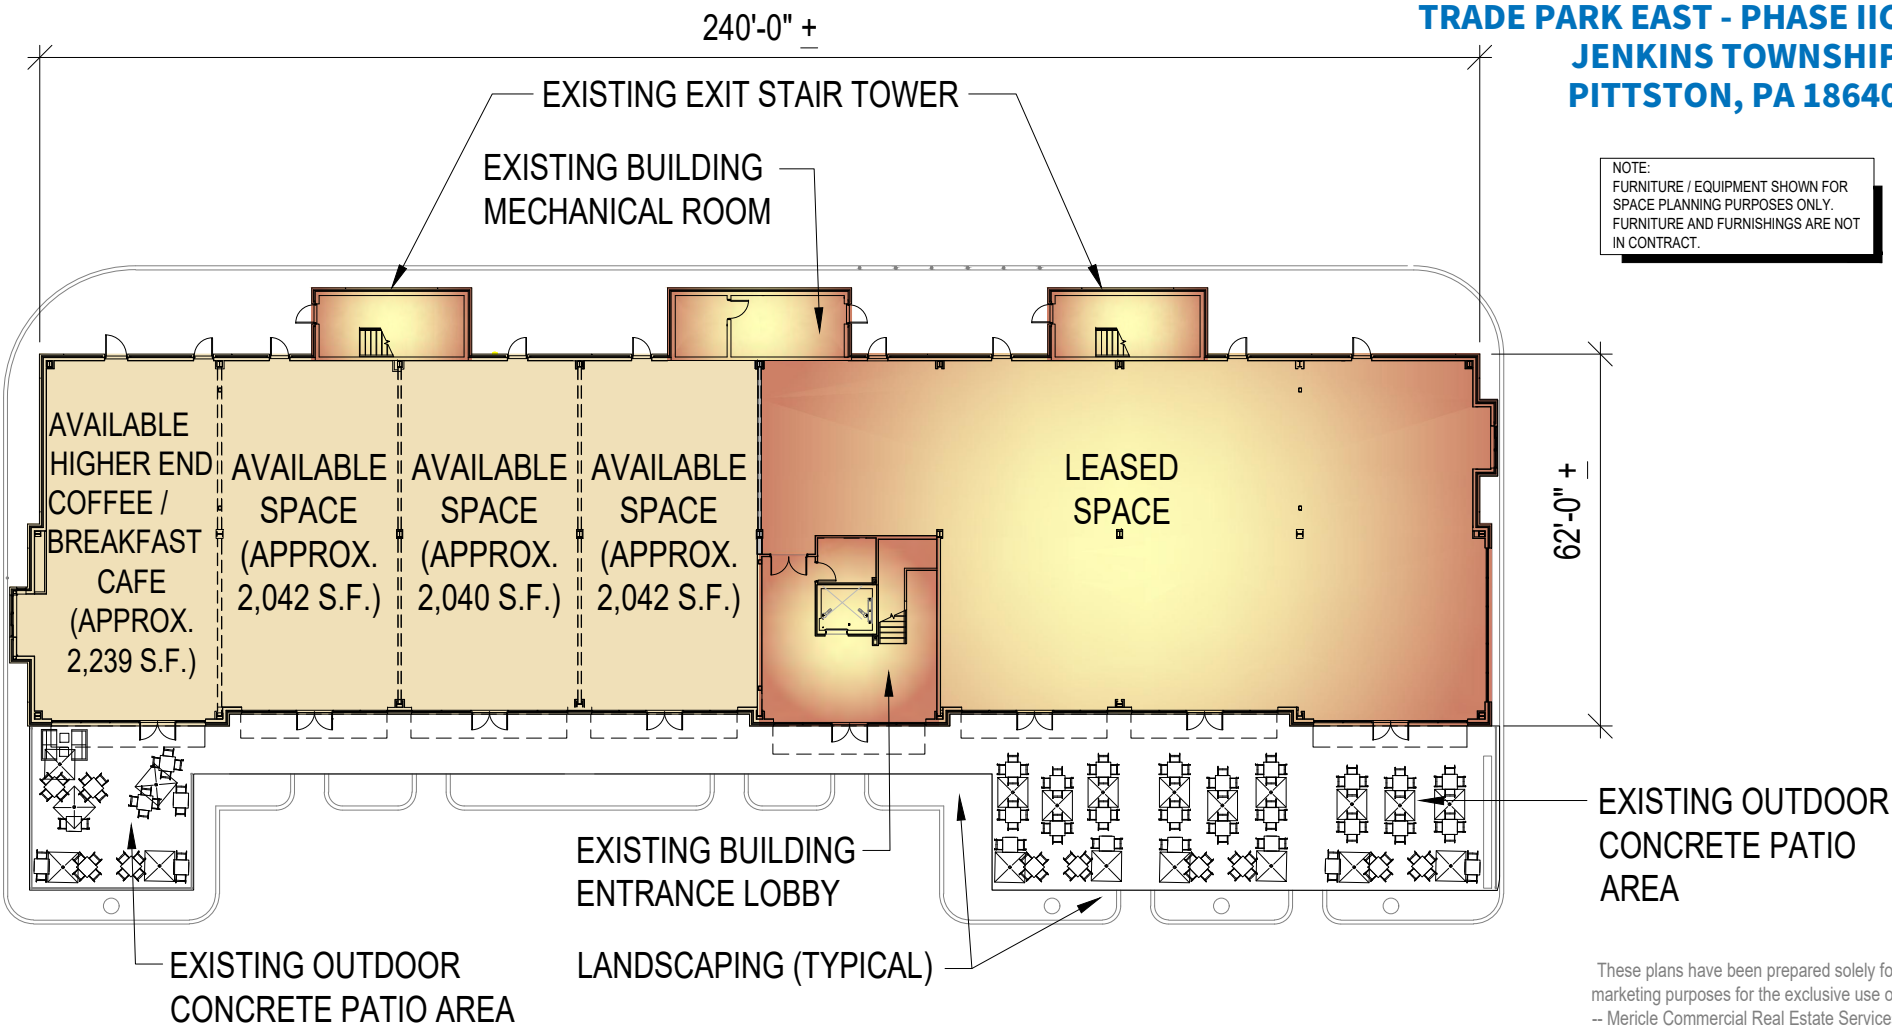 240'-0" +
TRADE PARK EAST - PHASE IIC
JENKINS TOWNSHIP
PITTSTON, PA 18640
EXISTING EXIT STAIR TOWER
EXISTING BUILDING
MECHANICAL ROOM
NOTE:
FURNITURE / EQUIPMENT SHOWN FOR
SPACE PLANNING PURPOSES ONLY.
FURNITURE AND FURNISHINGS ARE NOT
IN CONTRACT.
AVAILABLE
HIGHER END
COFFEE /
BREAKFAST
CAFE
(APPROX.
2,239 S.F.)
AVAILABLE
SPACE
(APPROX.
2,042 S.F.)
AVAILABLE
SPACE
(APPROX.
2,040 S.F.)
AVAILABLE
SPACE
(APPROX.
2,042 S.F.)
LEASED
SPACE
62'-0" +
EXISTING OUTDOOR
CONCRETE PATIO
AREA
EXISTING BUILDING
ENTRANCE LOBBY
LANDSCAPING (TYPICAL)
EXISTING OUTDOOR
CONCRETE PATIO AREA
These plans have been prepared solely fo
marketing purposes for the exclusive use o
-- Mericle Commercial Real Estate Service